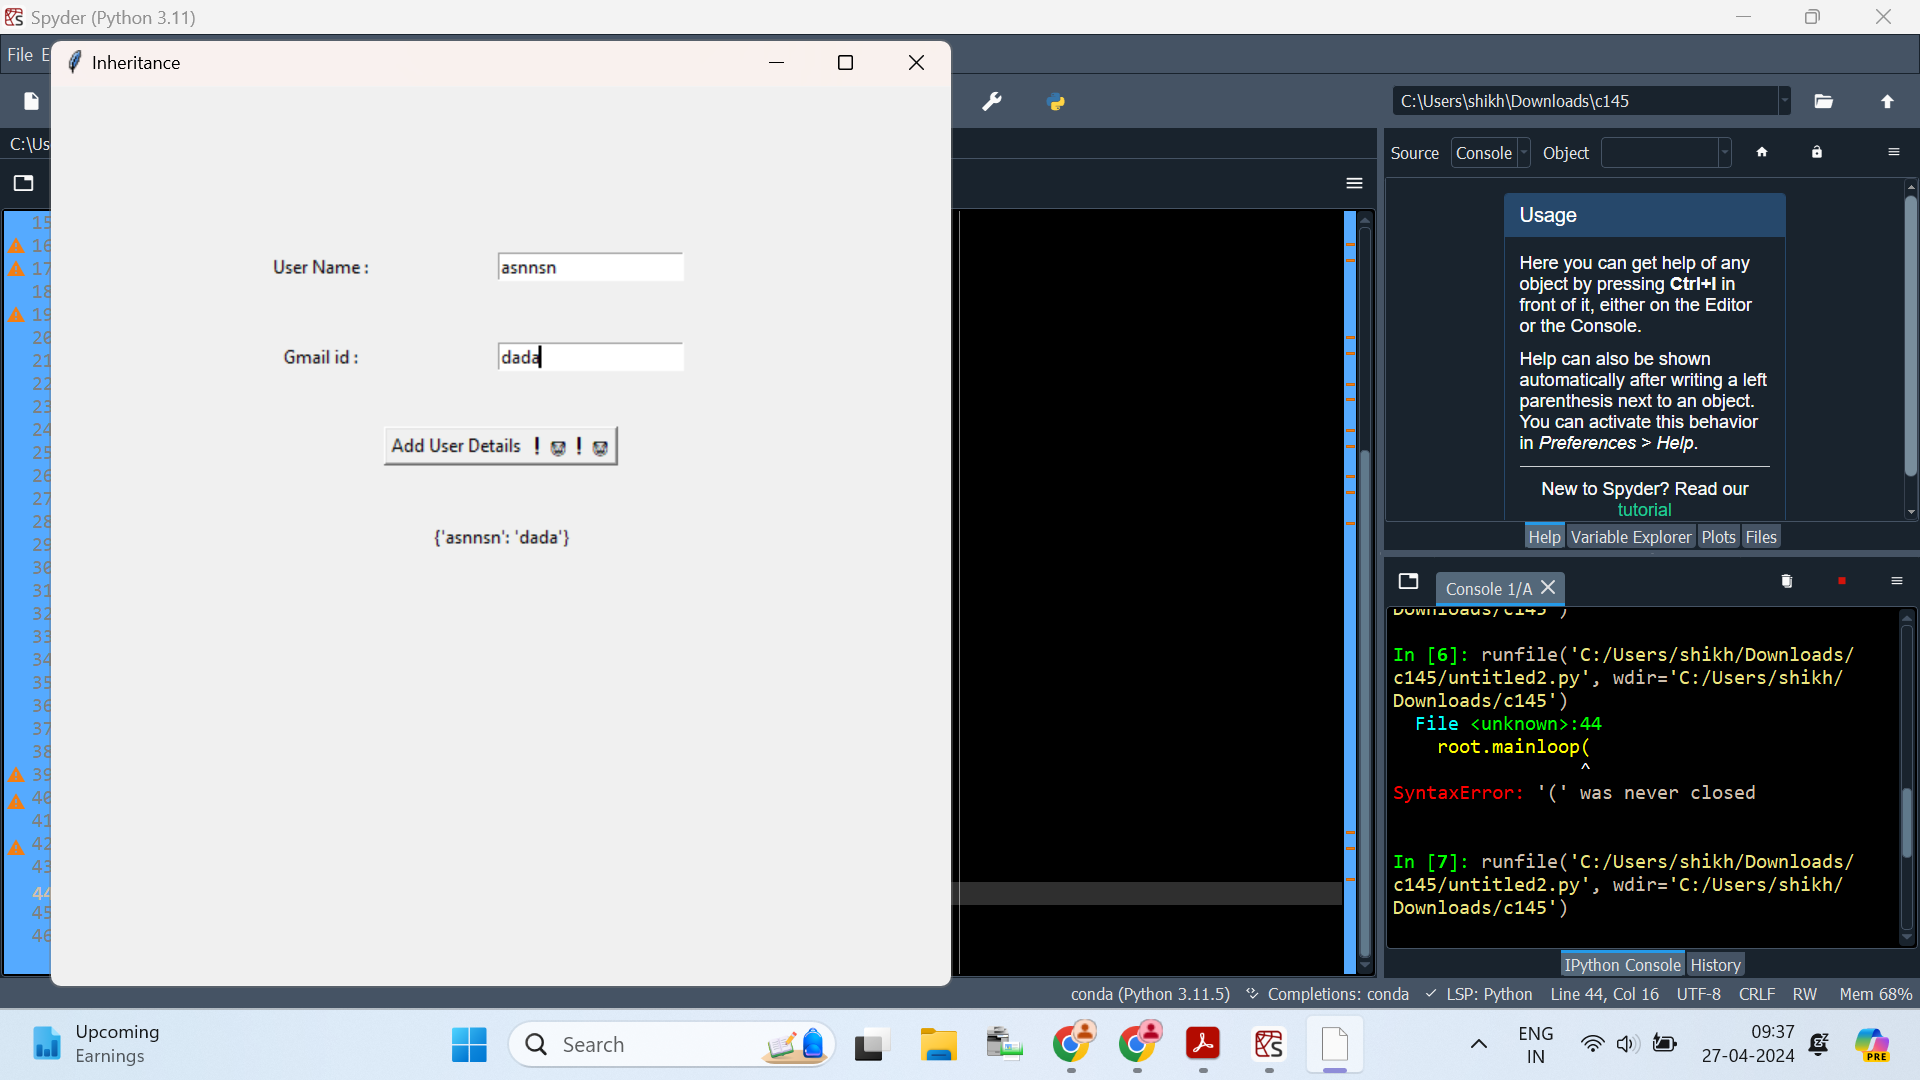 Spyder (Python 3.11)
File E
Inheritance
C:\Users\shikh\Downloads\c145
C:\Us
Source Console Object
Usage
Here you can get help of any
object by pressing Ctrl+I in
front of it, either on the Editor
or the Console.
Help can also be shown
automatically after writing a left
parenthesis next to an object.
You can activate this behavior
in Preferences > Help.
New to Spyder? Read our
tutorial
Help Variable Explorer Plots Files
User Name : asnnsn
Gmail id : dada
Add User Details ! !
{'asnnsn': 'dada'}
15
16
17
18
19
20
21
22
23
24
25
26
27
28
29
30
31
32
33
34
35
36
37
38
39
40
41
42
43
44
45
46
Console 1/A
Downloads/c145')
In [6]: runfile('C:/Users/shikh/Downloads/
c145/untitled2.py', wdir='C:/Users/shikh/
Downloads/c145')
File <unknown>:44
root.mainloop(
^
SyntaxError: '(' was never closed
In [7]: runfile('C:/Users/shikh/Downloads/
c145/untitled2.py', wdir='C:/Users/shikh/
Downloads/c145')
IPython Console History
conda (Python 3.11.5) Completions: conda LSP: Python Line 44, Col 16 UTF-8 CRLF RW Mem 68%
Upcoming
Earnings
Search
ENG
IN
09:37
27-04-2024
PRE